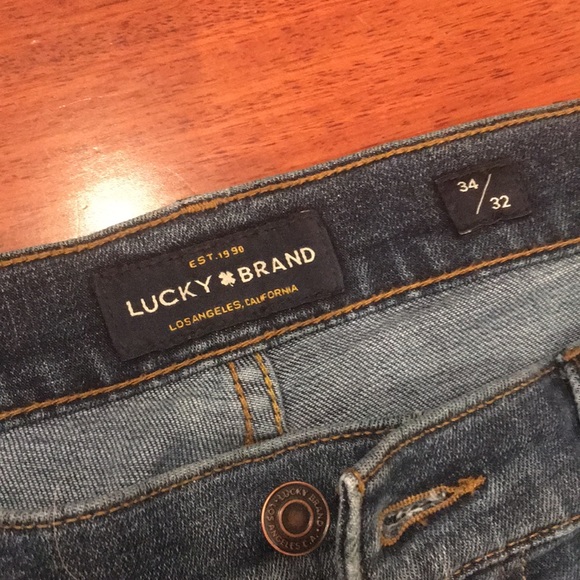 EST. 1990
LUCKY BRAND
LOS ANGELES, CALIFORNIA
34/32
LUCKY BRAND
LOS ANGELES C.A.